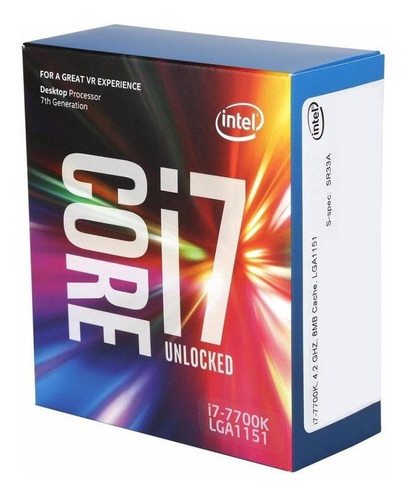 FOR A GREAT VR EXPERIENCE
Desktop Processor
7th Generation
intel
CORE i7
UNLOCKED
i7-7700K
LGA1151
intel
S-spec: SR33A
i7-7700K, 4.2 GHZ, 8MB Cache, LGA1151